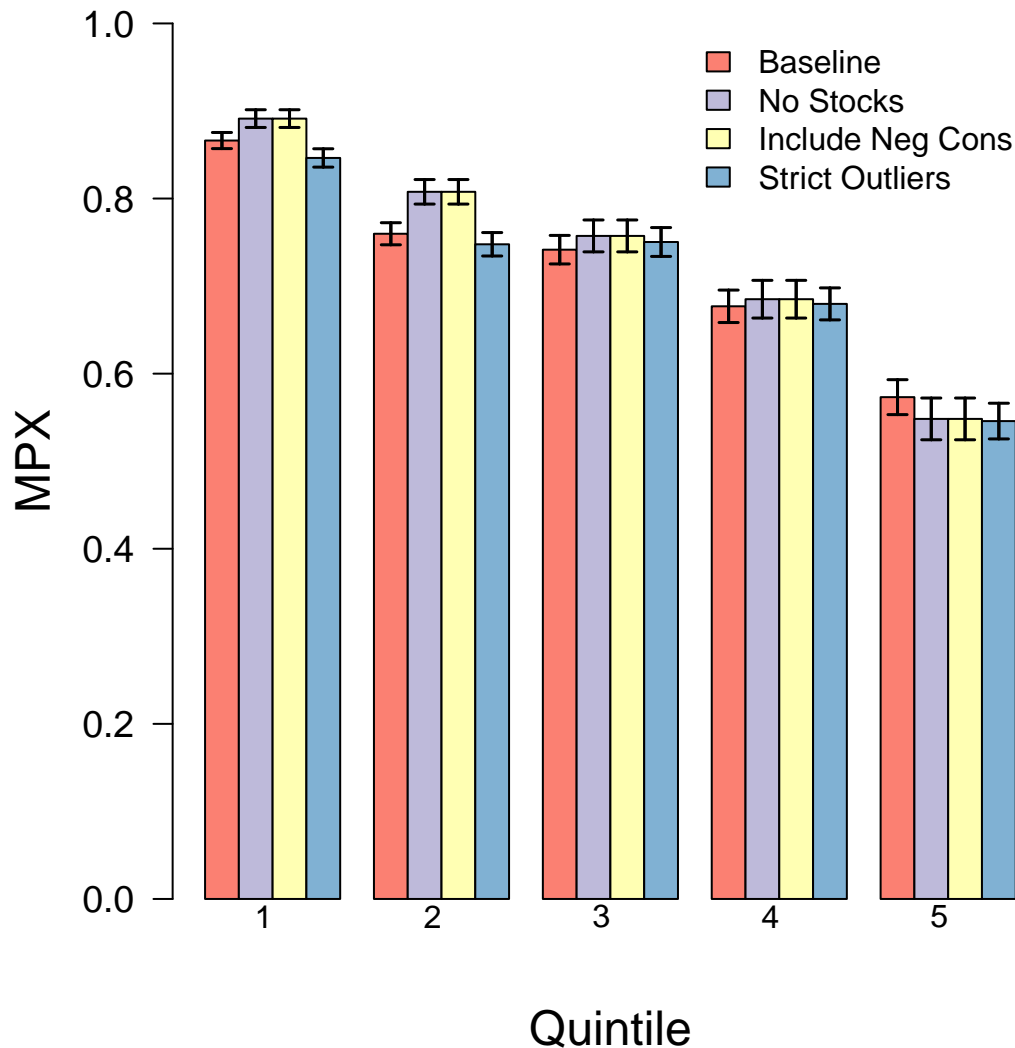 1.0
0.8
0.6
0.4
0.2
0.0
MPX
Baseline
No Stocks
Include Neg Cons
Strict Outliers
1 2 3 4 5
Quintile